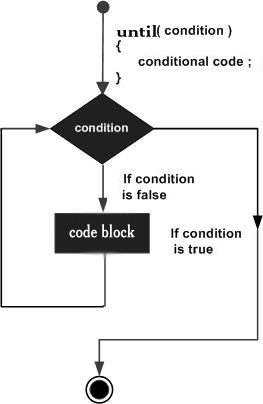 until( condition )
{
conditional code ;
}
condition
If condition
is false
code block
If condition
is true